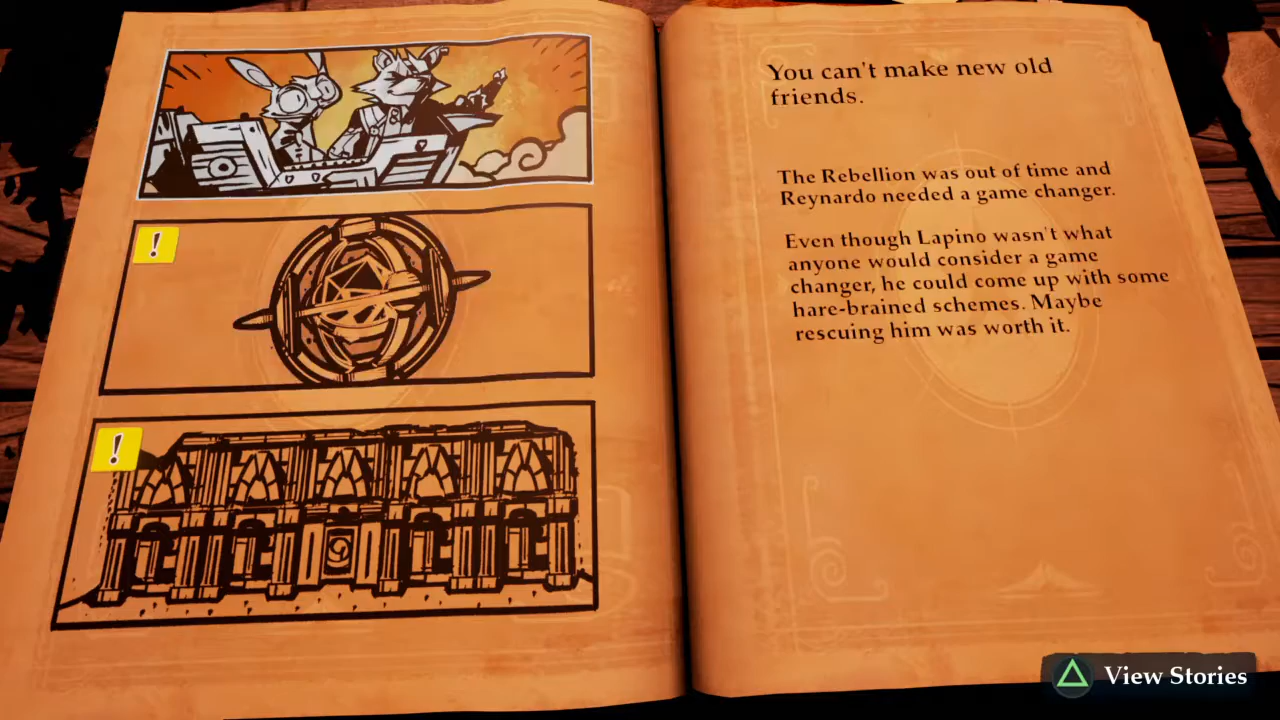 You can't make new old
friends.
The Rebellion was out of time and
Reynardo needed a game changer.
Even though Lapino wasn't what
anyone would consider a game
changer, he could come up with some
hare-brained schemes. Maybe
rescuing him was worth it.
!
!
View Stories